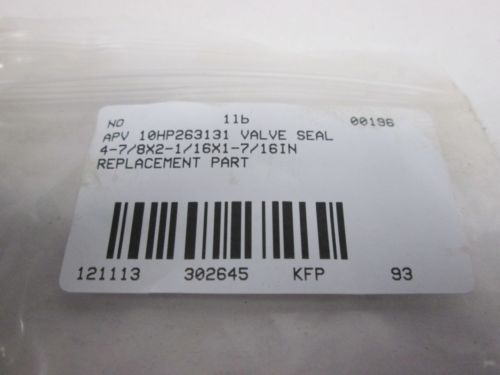 NO 11b 00196
APV 10HP263131 VALVE SEAL
4-7/8X2-1/16X1-7/16IN
REPLACEMENT PART
121113 302645 KFP 93